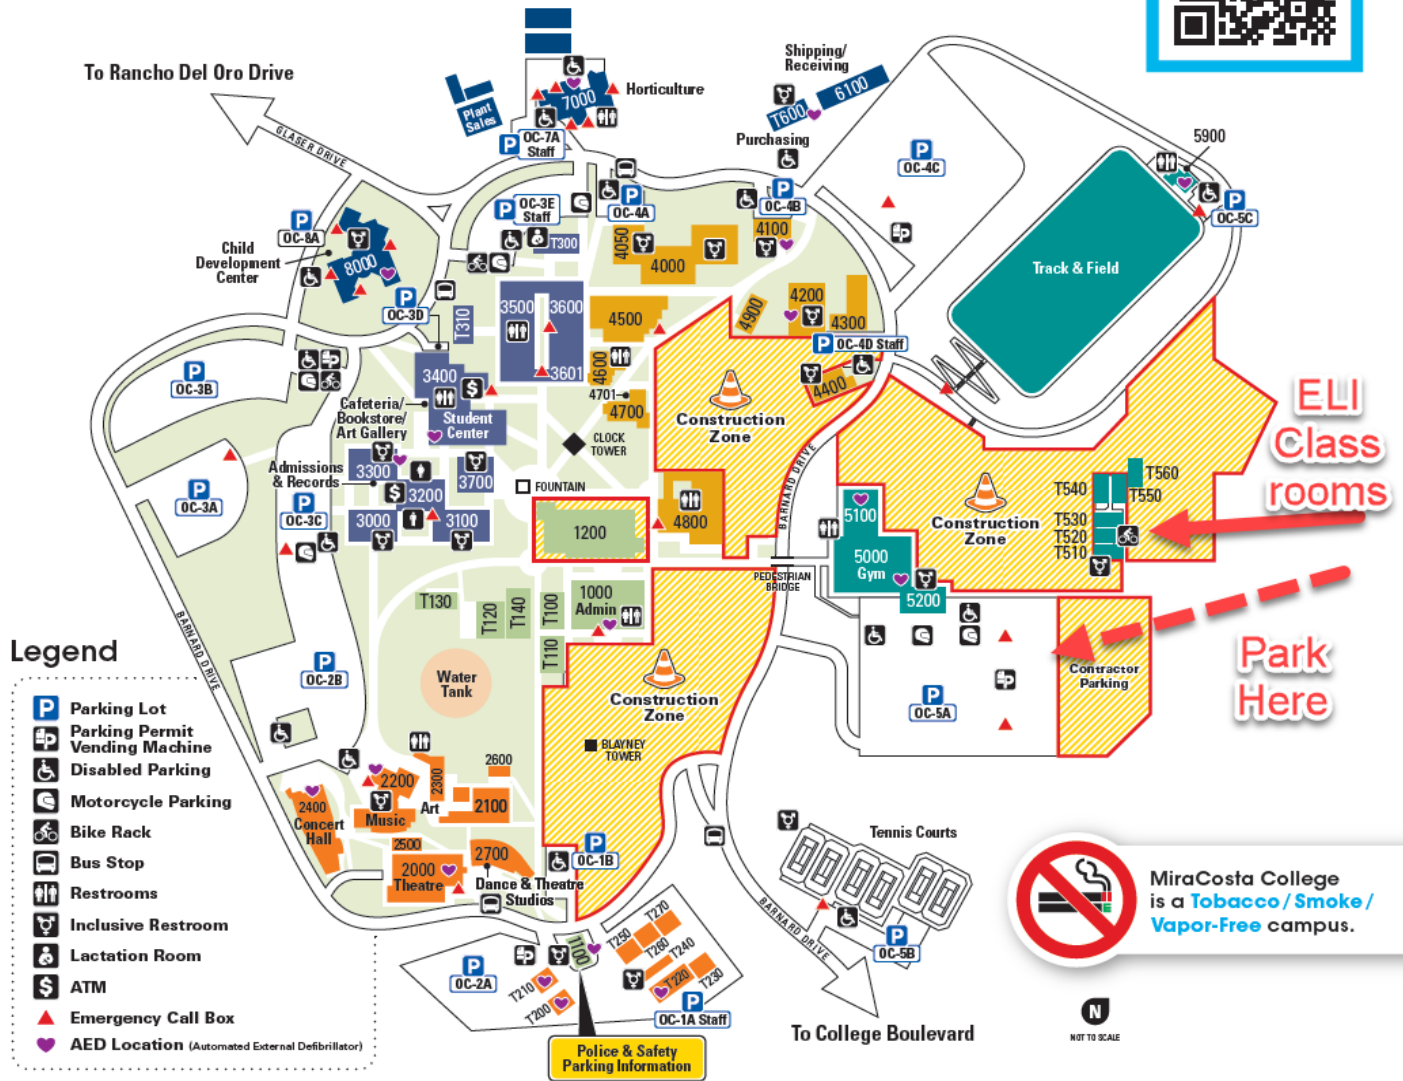 Shipping/
Receiving
To Rancho Del Oro Drive
GLASER DRIVE
Plant
Sales
7000
Horticulture
T600
6100
Purchasing
5900
P OC-7A
Staff
P
OC-4C
P
OC-3E
Staff
P
OC-4A
P
OC-4B
P
OC-5C
P
OC-8A
Child
Development
Center
8000
T300
4050
4000
4100
Track & Field
P
OC-3D
T310
3500
3600
3601
4500
4900
4200
4300
P OC-4D Staff
4400
P
OC-3B
3400
Cafeteria/
Bookstore/
Art Gallery
Student
Center
4600
4701
4700
Construction
Zone
CLOCK
TOWER
ELI
Class
rooms
Admissions
& Records
3300
3200
3700
3000
3100
FOUNTAIN
1200
4800
BARNARD DRIVE
P
OC-3A
P
OC-3C
5100
5000
Gym
5200
Construction
Zone
T560
T550
T540
T530
T520
T510
PEDESTRIAN
BRIDGE
T130
T120
T140
T100
T110
1000
Admin
BARNARD DRIVE
P
OC-2B
Water
Tank
Construction
Zone
BLAYNEY
TOWER
P
OC-5A
Contractor
Parking
Park
Here
Legend
P Parking Lot
Parking Permit
Vending Machine
Disabled Parking
Motorcycle Parking
Bike Rack
Bus Stop
Restrooms
Inclusive Restroom
Lactation Room
$ ATM
Emergency Call Box
AED Location (Automated External Defibrillator)
2400
Concert
Hall
2200
Music
2300
Art
2600
2100
2500
2000
Theatre
2700
Dance & Theatre
Studios
P
OC-1B
Tennis Courts
BARNARD DRIVE
P
OC-5B
To College Boulevard
P
OC-2A
T210
T200
1100
T250
T270
T260
T240
T220
T230
P
OC-1A Staff
Police & Safety
Parking Information
MiraCosta College
is a Tobacco/Smoke/
Vapor-Free campus.
N
NOT TO SCALE